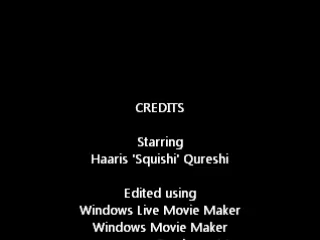 CREDITS
Starring
Haaris 'Squishi' Qureshi
Edited using
Windows Live Movie Maker
Windows Movie Maker